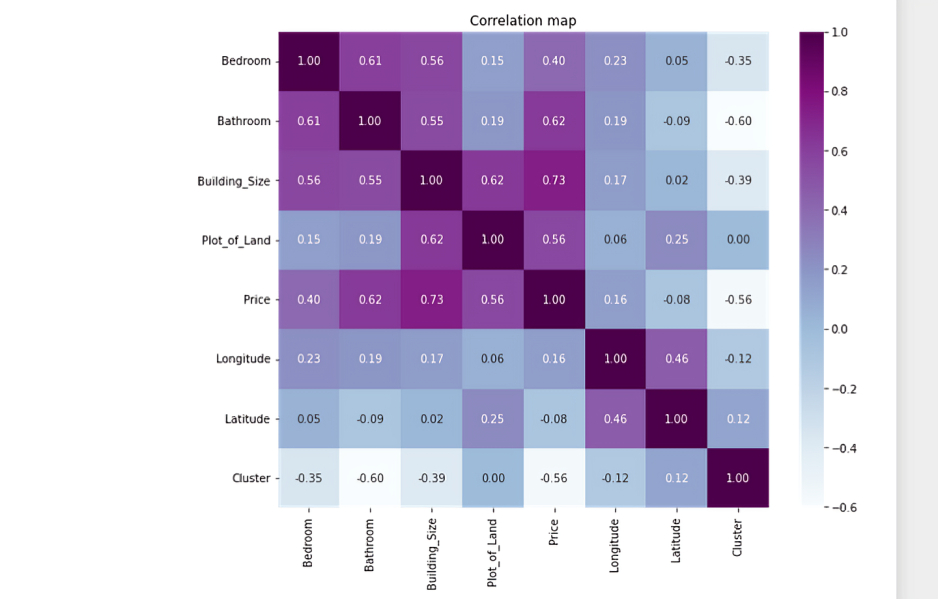 Correlation map
Bedroom 1.00 0.61 0.56 0.15 0.40 0.23 0.05 -0.35
Bathroom 0.61 1.00 0.55 0.19 0.62 0.19 -0.09 -0.60
Building_Size 0.56 0.55 1.00 0.62 0.73 0.17 0.02 -0.39
Plot_of_Land 0.15 0.19 0.62 1.00 0.56 0.06 0.25 0.00
Price 0.40 0.62 0.73 0.56 1.00 0.16 -0.08 -0.56
Longitude 0.23 0.19 0.17 0.06 0.16 1.00 0.46 -0.12
Latitude 0.05 -0.09 0.02 0.25 -0.08 0.46 1.00 0.12
Cluster -0.35 -0.60 -0.39 0.00 -0.56 -0.12 0.12 1.00
Bedroom Bathroom Building_Size Plot_of_Land Price Longitude Latitude Cluster
1.0
0.8
0.6
0.4
0.2
0.0
−0.2
−0.4
−0.6